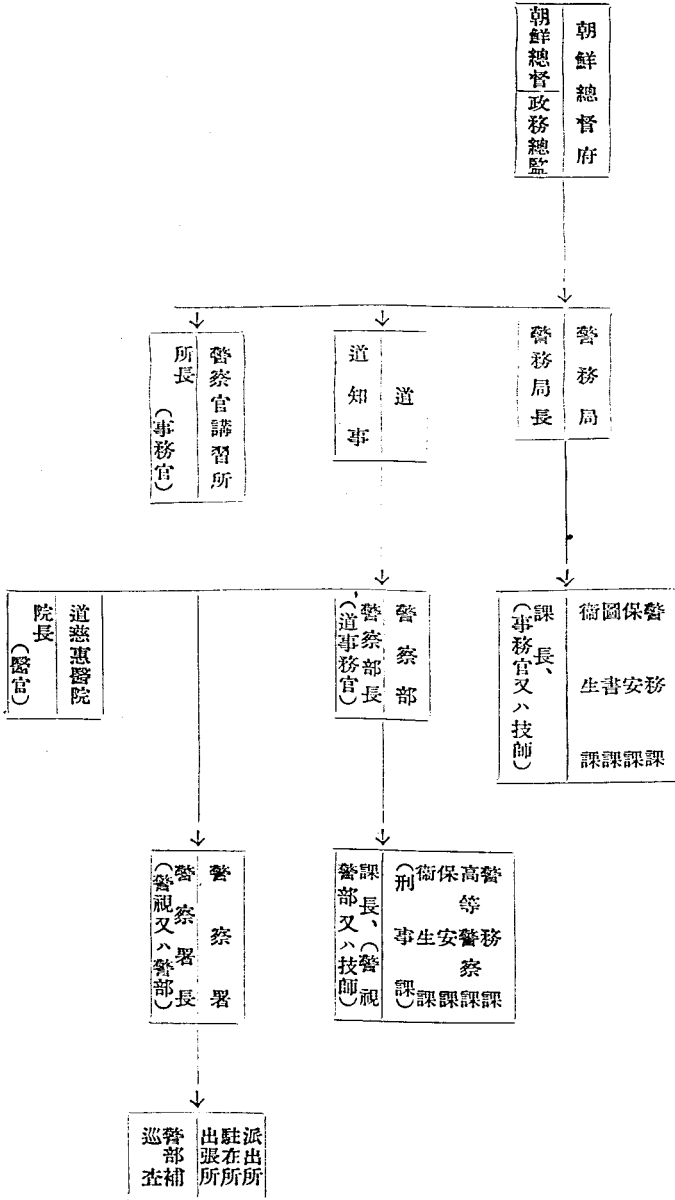 朝鮮總督府
朝鮮總督
政務總監
警務局
警務局長
道
道知事
警察官講習所
所長
(事務官)
警務課
保安課
圖書課
衞生課
課長、
(事務官又ハ技師)
警察部
警察部長
(道事務官)
道慈惠醫院
院長
(醫官)
警務課
高等警察課
保安課
衞生課
(刑事課)
課長、(警視
警部又ハ技師)
警察署
警察署長
(警視又ハ警部)
派出所
駐在所
出張所
警部補
巡查